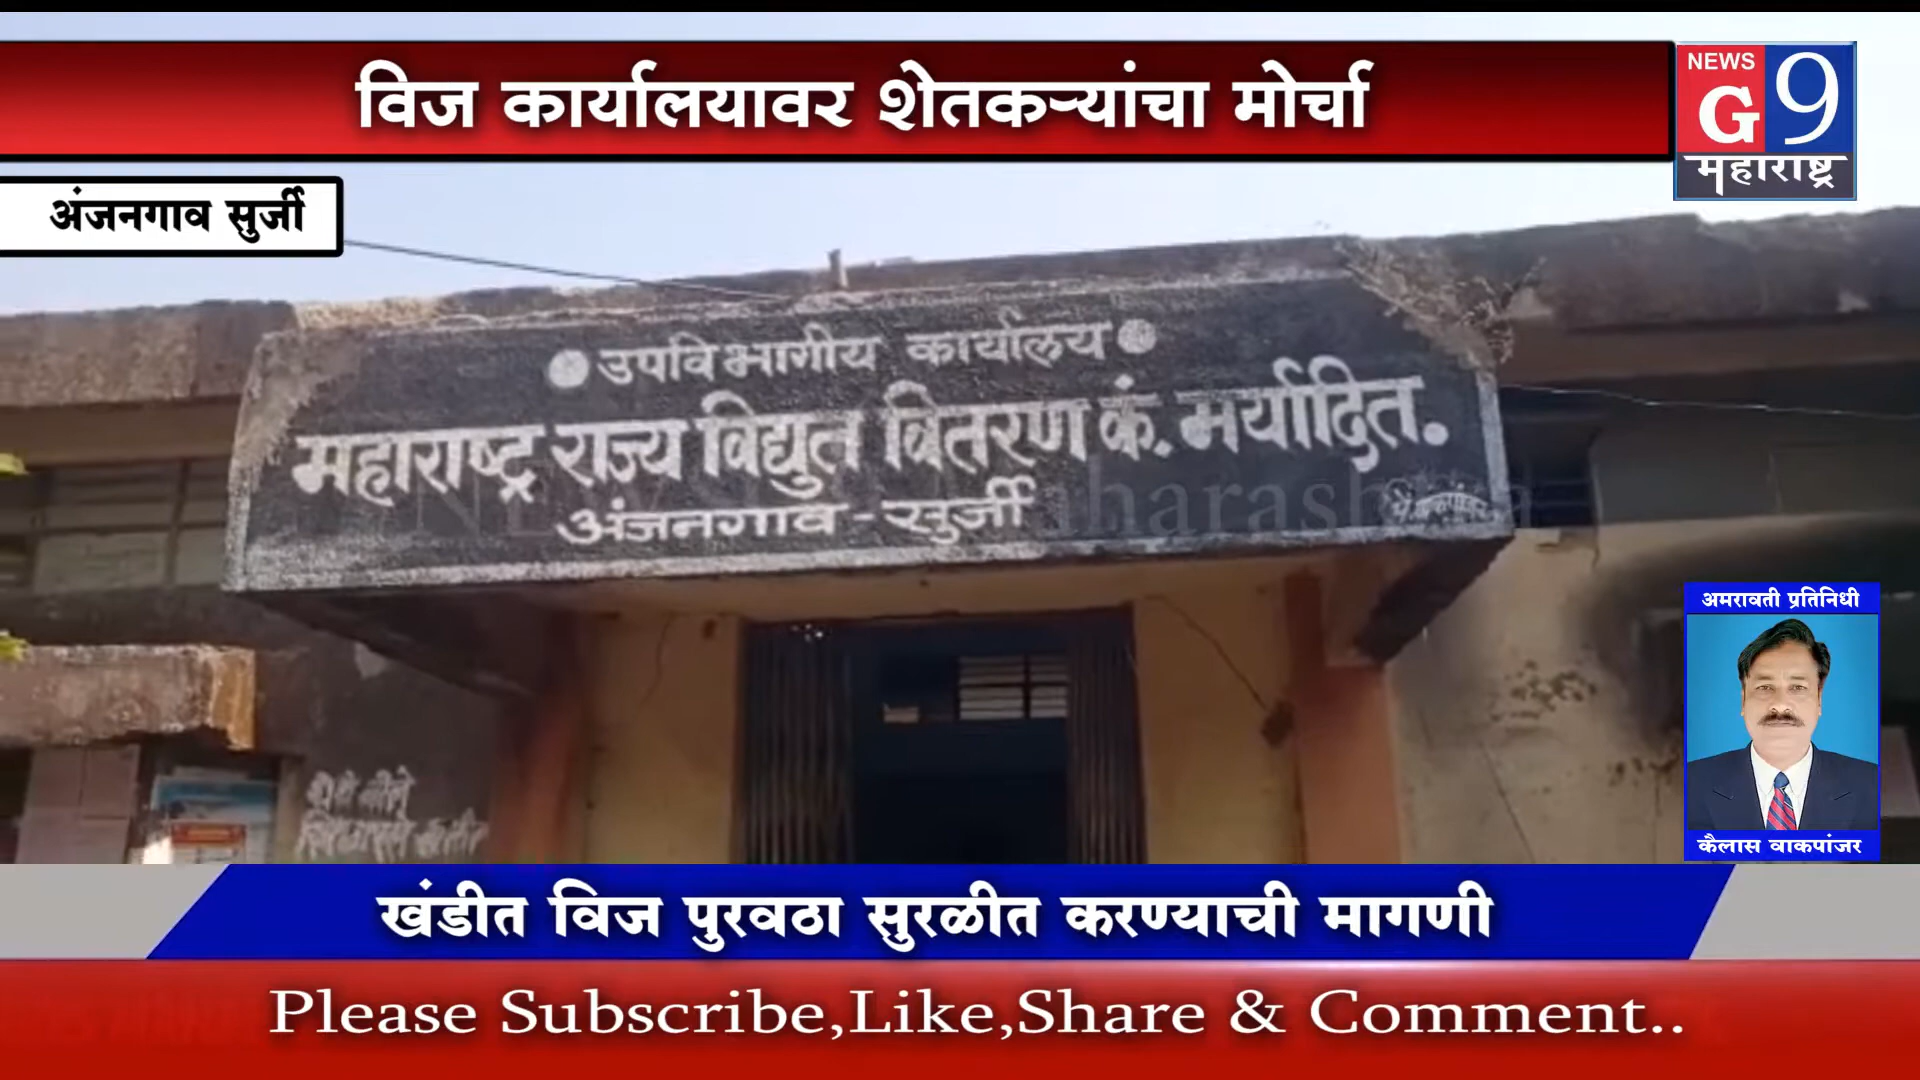 विज कार्यालयावर शेतकऱ्यांचा मोर्चा
NEWS
G9
महाराष्ट्र
अंजनगाव सुर्जी
उपविभागीय कार्यालय
महाराष्ट्र राज्य विद्युत वितरण कं. मर्यादित.
अंजनगाव - सुर्जी
अमरावती प्रतिनिधी
कैलास वाकपांजर
खंडीत विज पुरवठा सुरळीत करण्याची मागणी
Please Subscribe,Like,Share & Comment..